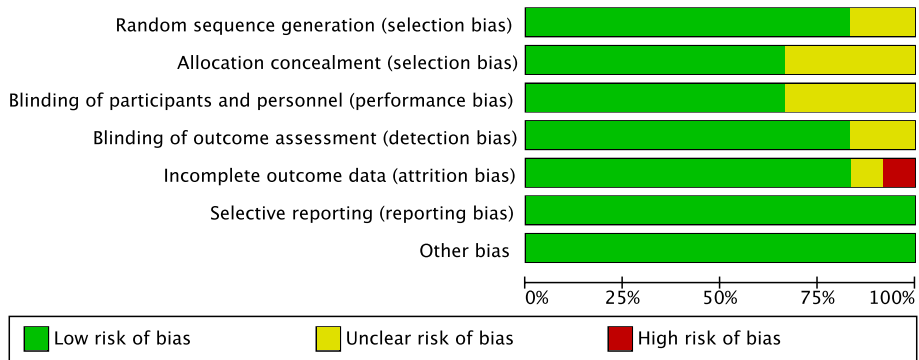 Random sequence generation (selection bias)
Allocation concealment (selection bias)
Blinding of participants and personnel (performance bias)
Blinding of outcome assessment (detection bias)
Incomplete outcome data (attrition bias)
Selective reporting (reporting bias)
Other bias
0% 25% 50% 75% 100%
Low risk of bias Unclear risk of bias High risk of bias